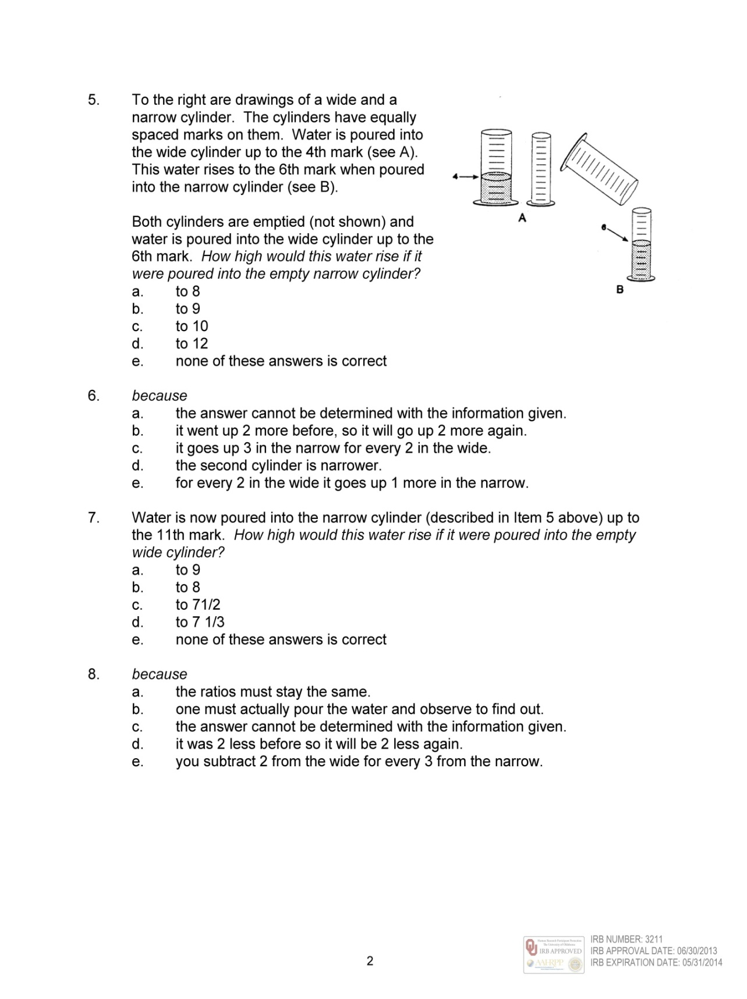 5. To the right are drawings of a wide and a
narrow cylinder.  The cylinders have equally
spaced marks on them.  Water is poured into
the wide cylinder up to the 4th mark (see A).
This water rises to the 6th mark when poured
into the narrow cylinder (see B).
4
A
6
B
Both cylinders are emptied (not shown) and
water is poured into the wide cylinder up to the
6th mark.  How high would this water rise if it
were poured into the empty narrow cylinder?
a. to 8
b. to 9
c. to 10
d. to 12
e. none of these answers is correct
6. because
a. the answer cannot be determined with the information given.
b. it went up 2 more before, so it will go up 2 more again.
c. it goes up 3 in the narrow for every 2 in the wide.
d. the second cylinder is narrower.
e. for every 2 in the wide it goes up 1 more in the narrow.
7. Water is now poured into the narrow cylinder (described in Item 5 above) up to
the 11th mark.  How high would this water rise if it were poured into the empty
wide cylinder?
a. to 9
b. to 8
c. to 71/2
d. to 7 1/3
e. none of these answers is correct
8. because
a. the ratios must stay the same.
b. one must actually pour the water and observe to find out.
c. the answer cannot be determined with the information given.
d. it was 2 less before so it will be 2 less again.
e. you subtract 2 from the wide for every 3 from the narrow.
2
Human Research Participant Protection
The University of Oklahoma
IRB APPROVED
AAHRPP
IRB NUMBER: 3211
IRB APPROVAL DATE: 06/30/2013
IRB EXPIRATION DATE: 05/31/2014